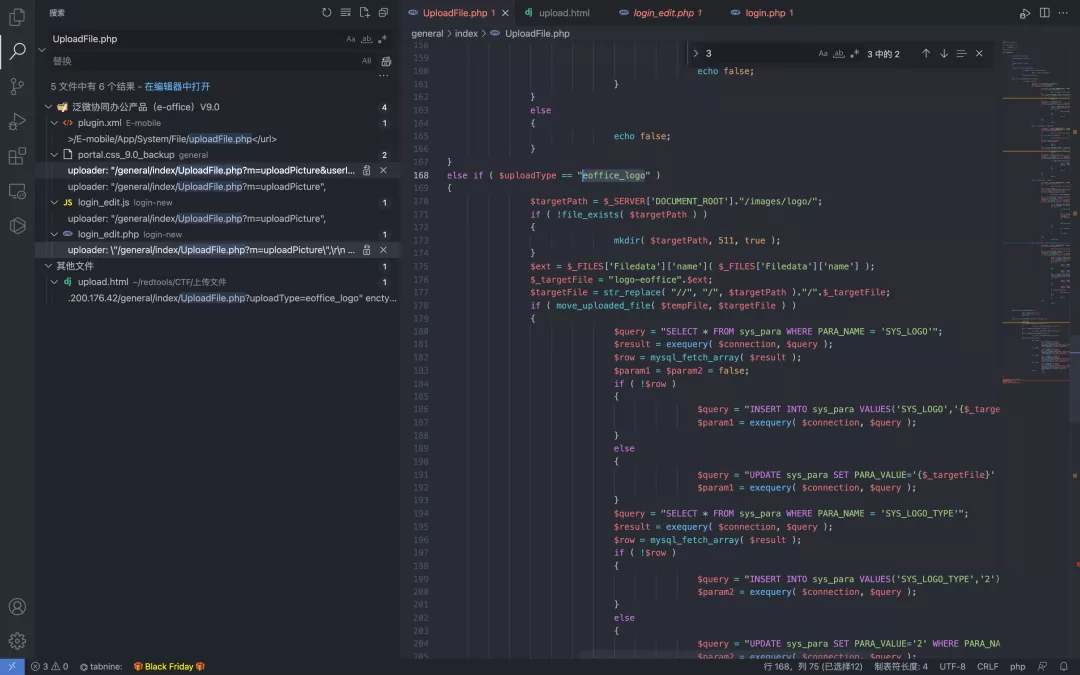 搜索
UploadFile.php
替换
5 文件中有 6 个结果 - 在编辑器中打开
泛微协同办公产品（e-office）V9.0 4
plugin.xml E-mobile 1
>/E-mobile/App/System/File/uploadFile.php</url>
portal.css_9.0_backup general 2
uploader: "/general/index/UploadFile.php?m=uploadPicture&userI...
uploader: "/general/index/UploadFile.php?m=uploadPicture",
JS login_edit.js login-new 1
uploader: "/general/index/UploadFile.php?m=uploadPicture",
login_edit.php login-new 1
uploader: \"/general/index/UploadFile.php?m=uploadPicture\",\r\n ...
其他文件 1
dj upload.html ~/redtools/CTF/上传文件 1
.200.176.42/general/index/UploadFile.php?uploadType=eoffice_logo" encty...
UploadFile.php 1
dj upload.html
login_edit.php 1
login.php 1
general > index > UploadFile.php
3
Aa ab 3 中的 2
158
159
160 echo false;
161 }
162 }
163 else
164 {
165 echo false;
166 }
167 }
168 else if ( $uploadType == "eoffice_logo" )
169 {
170 $targetPath = $_SERVER['DOCUMENT_ROOT']."/images/logo/";
171 if ( !file_exists( $targetPath ) )
172 {
173 mkdir( $targetPath, 511, true );
174 }
175 $ext = $_FILES['Filedata']['name']( $_FILES['Filedata']['name'] );
176 $_targetFile = "logo-eoffice".$ext;
177 $targetFile = str_replace( "//", "/", $targetPath )."/".$_targetFile;
178 if ( move_uploaded_file( $tempFile, $targetFile ) )
179 {
180 $query = "SELECT * FROM sys_para WHERE PARA_NAME = 'SYS_LOGO'";
181 $result = exequery( $connection, $query );
182 $row = mysql_fetch_array( $result );
183 $param1 = $param2 = false;
184 if ( !$row )
185 {
186 $query = "INSERT INTO sys_para VALUES('SYS_LOGO','{$_targe
187 $param1 = exequery( $connection, $query );
188 }
189 else
190 {
191 $query = "UPDATE sys_para SET PARA_VALUE='{$_targetFile}'
192 $param1 = exequery( $connection, $query );
193 }
194 $query = "SELECT * FROM sys_para WHERE PARA_NAME = 'SYS_LOGO_TYPE'";
195 $result = exequery( $connection, $query );
196 $row = mysql_fetch_array( $result );
197 if ( !$row )
198 {
199 $query = "INSERT INTO sys_para VALUES('SYS_LOGO_TYPE','2')
200 $param2 = exequery( $connection, $query );
201 }
202 else
203 {
204 $query = "UPDATE sys_para SET PARA_VALUE='2' WHERE PARA_NA
205 $param2 = exequery( $connection, $query );
3 0 tabnine: Black Friday
行 168，列 75 (已选择12) 制表符长度: 4 UTF-8 CRLF php